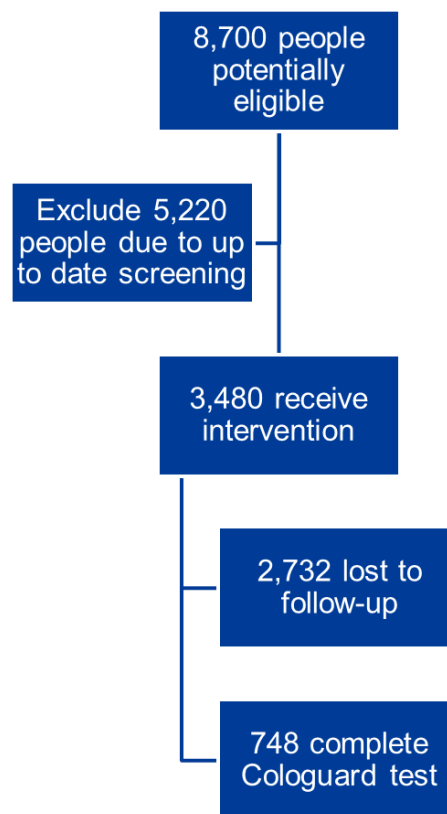 8,700 people
potentially
eligible
Exclude 5,220
people due to up
to date screening
3,480 receive
intervention
2,732 lost to
follow-up
748 complete
Cologuard test